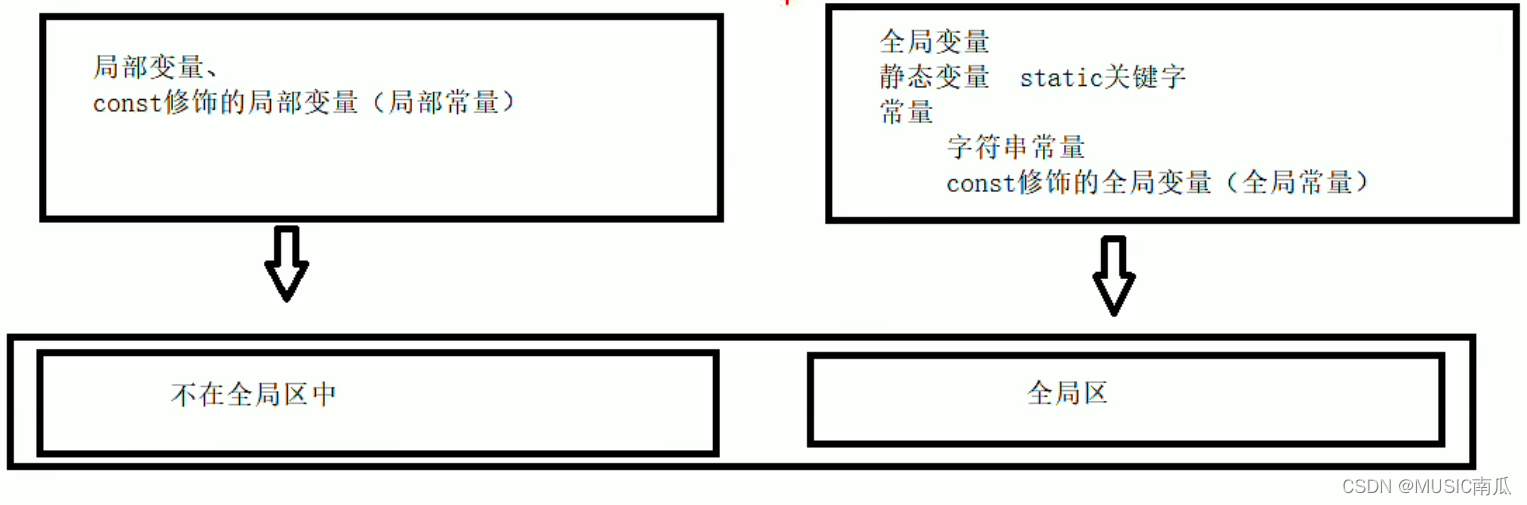 局部变量、
const修饰的局部变量（局部常量）
全局变量
静态变量 static关键字
常量
字符串常量
const修饰的全局变量（全局常量）
不在全局区中
全局区
CSDN @MUSIC南瓜